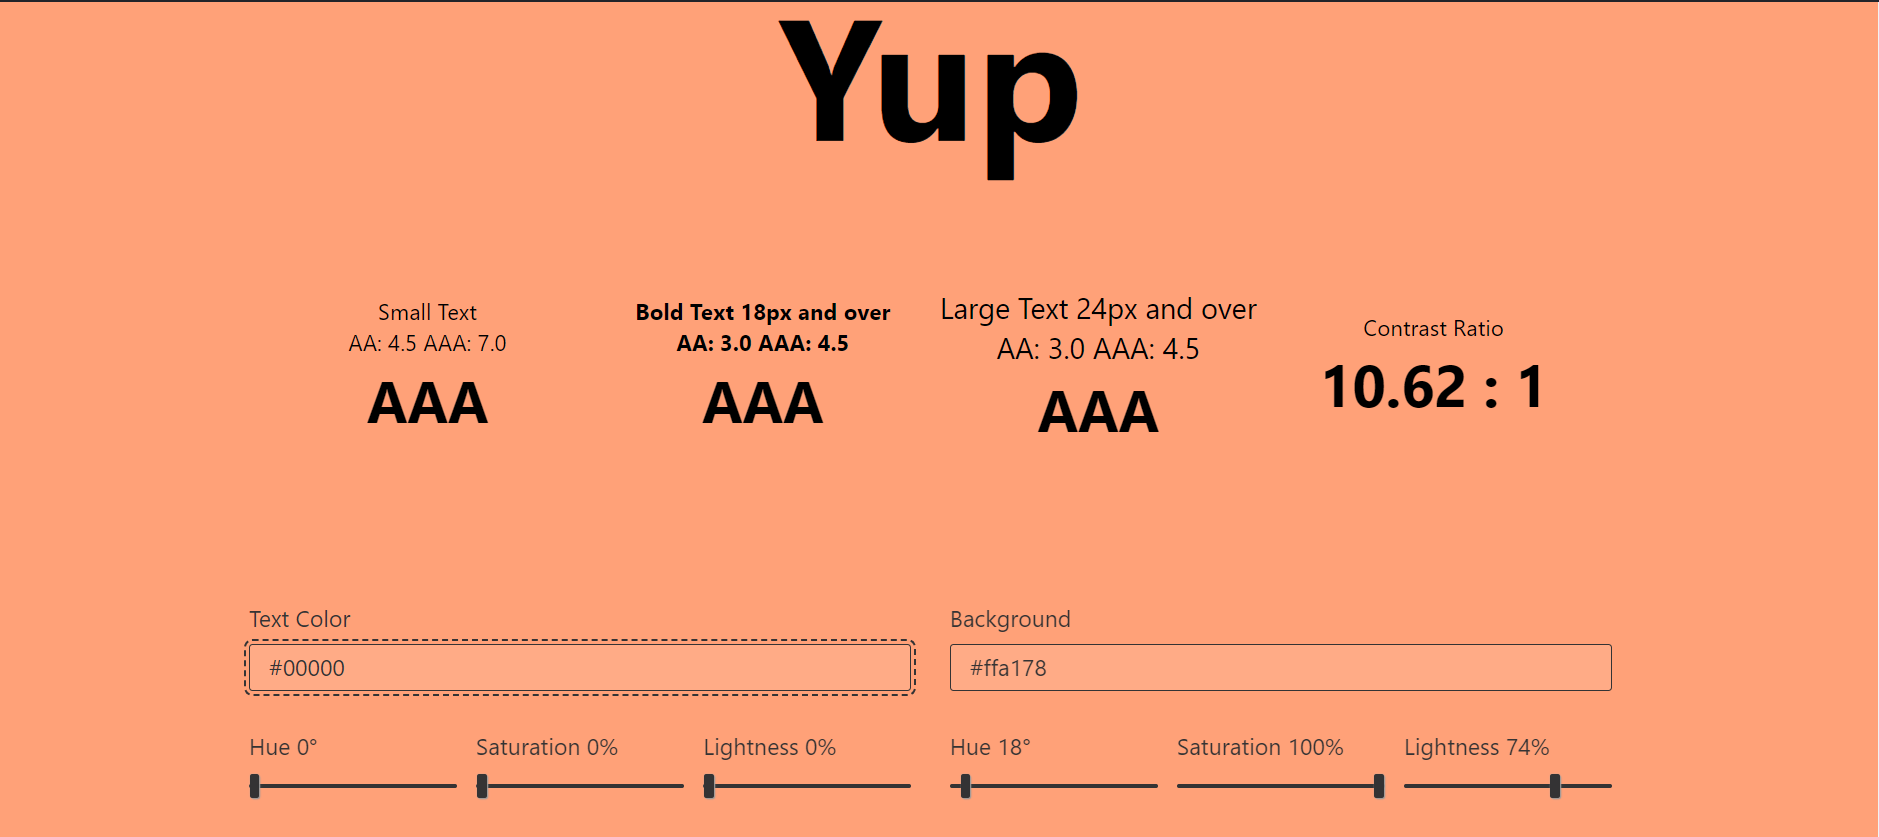 Yup
Small Text
AA: 4.5 AAA: 7.0
AAA
Bold Text 18px and over
AA: 3.0 AAA: 4.5
AAA
Large Text 24px and over
AA: 3.0 AAA: 4.5
AAA
Contrast Ratio
10.62 : 1
Text Color
#00000
Background
#ffa178
Hue 0°
Saturation 0%
Lightness 0%
Hue 18°
Saturation 100%
Lightness 74%